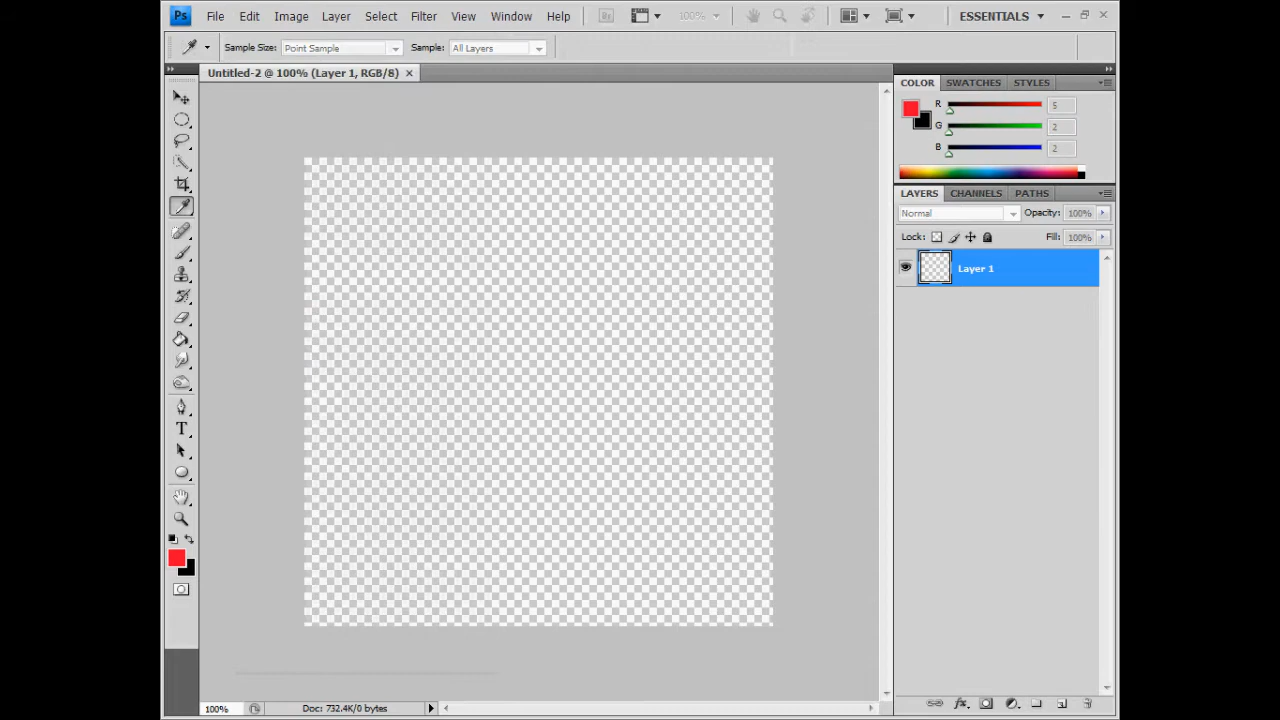 Ps File Edit Image Layer Select Filter View Window Help Br 100% ESSENTIALS
Sample Size: Point Sample Sample: All Layers
Untitled-2 @ 100% (Layer 1, RGB/8)
COLOR SWATCHES STYLES
R 5
G 2
B 2
LAYERS CHANNELS PATHS
Normal Opacity: 100%
Lock: Fill: 100%
Layer 1
T
100% Doc: 732.4K/0 bytes
fx